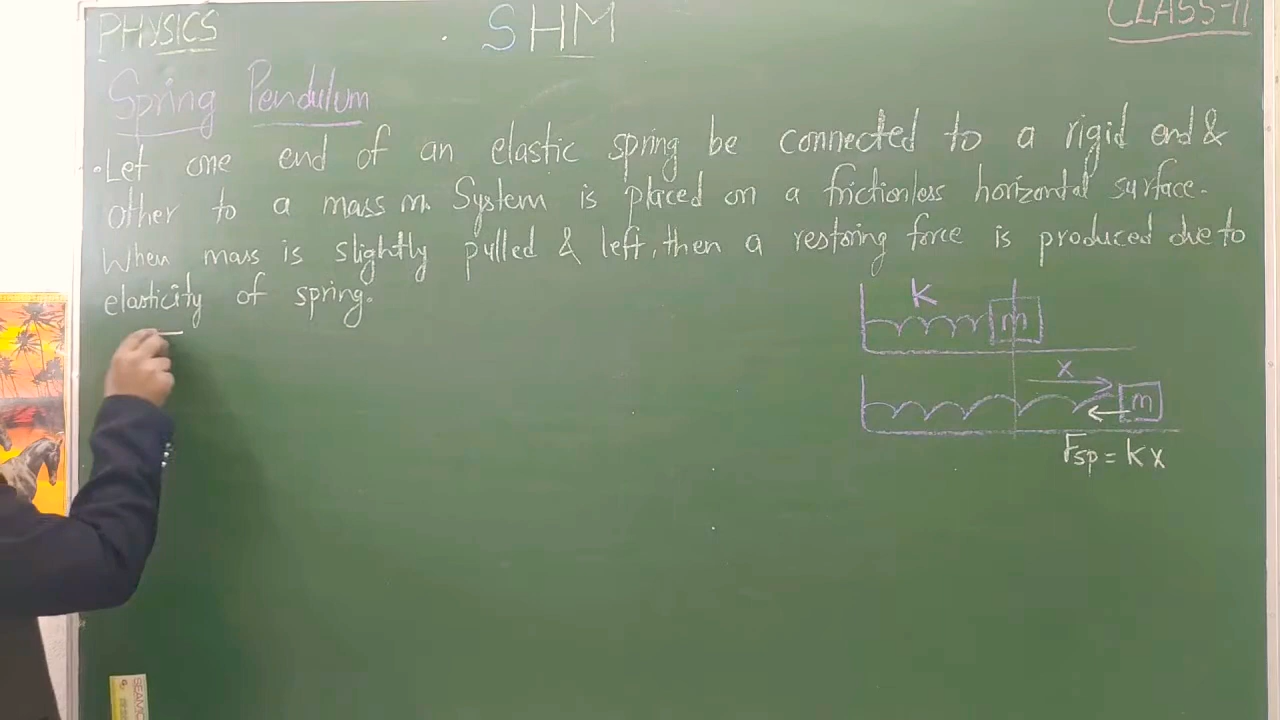 PHYSICS
SHM
CLASS-11
Spring Pendulum
• Let one end of an elastic spring be connected to a rigid end &
other to a mass m. System is placed on a frictionless horizontal surface.
When mass is slightly pulled & left, then a restoring force is produced due to
elasticity of spring.
K
m
x
m
Fsp = Kx